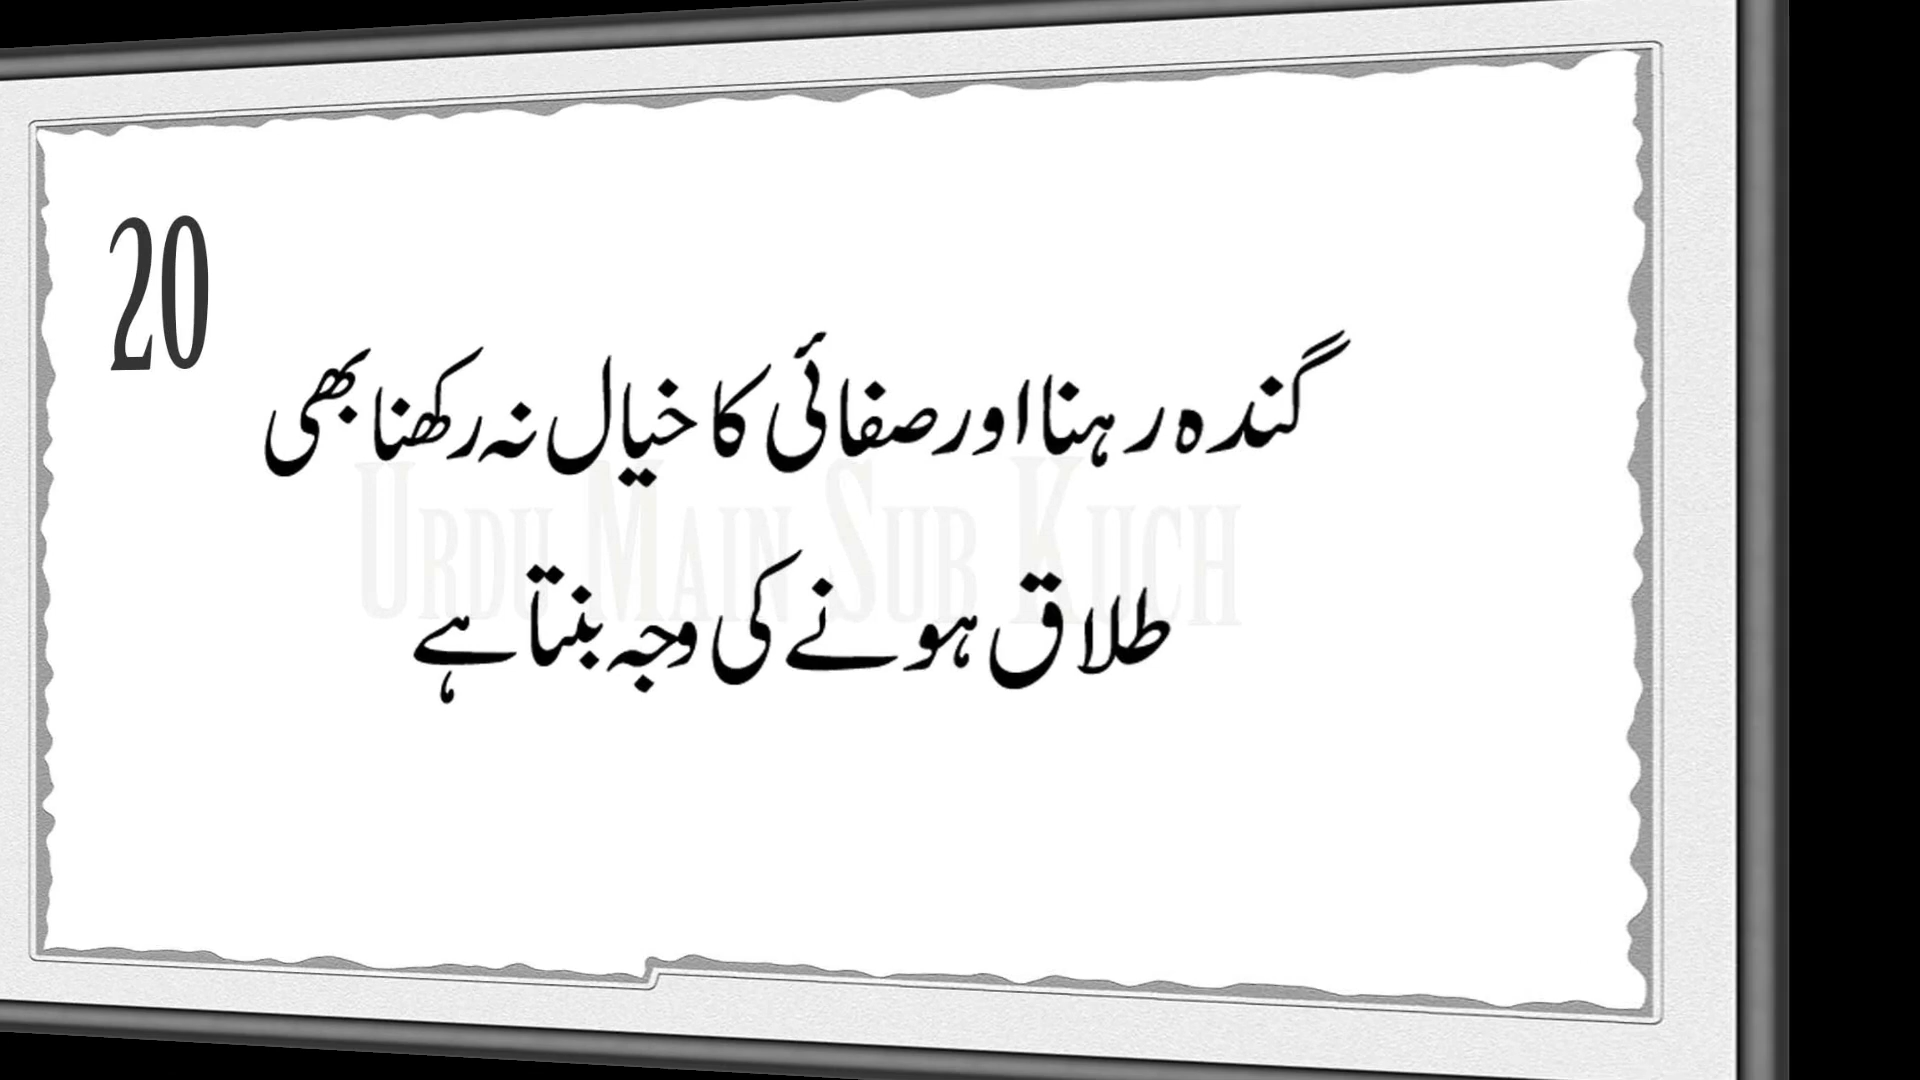 20
گندہ رہنا اور صفائی کا خیال نہ رکھنا بھی
Urdu Main Sub Kuch
طلاق ہونے کی وجہ بنتا ہے